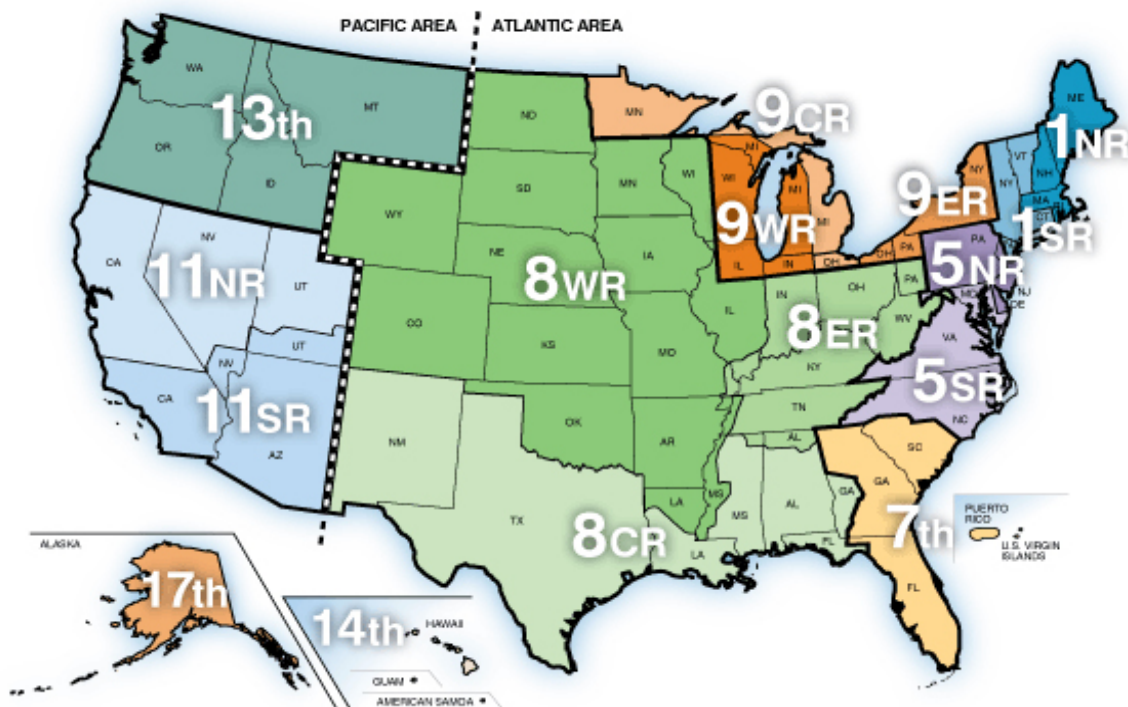 PACIFIC AREA ATLANTIC AREA
WA
MT
ND
MN
ME
13th
9CR
1NR
OR
ID
MI
VT
NH
NY
NY
SD
MN
WI
WI
MI
MI
MA
CT
WY
9WR
9ER
1SR
NV
CA
11NR
UT
NE
IA
8WR
IL
IN
OH
OH
PA
PA
5NR
NJ
DE
MD
CO
KS
MO
IL
IN
OH
PA
WV
8ER
VA
KY
5SR
NV
UT
CA
11SR
AZ
NM
OK
AR
TN
NC
AL
SC
GA
TX
LA
MS
MS
AL
GA
8CR
LA
FL
7th
FL
PUERTO
RICO
U.S. VIRGIN
ISLANDS
ALASKA
17th
14th
HAWAII
GUAM
AMERICAN SAMOA